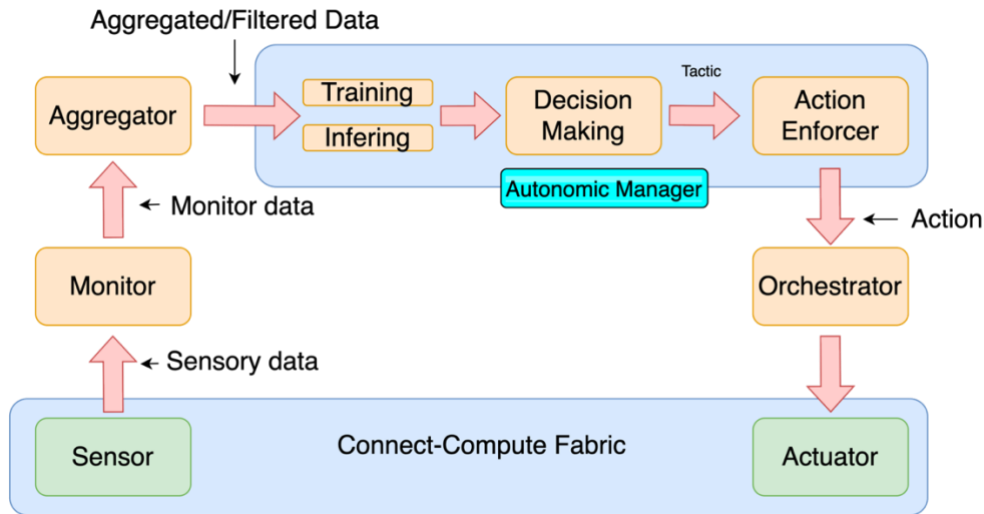 Aggregated/Filtered Data
Aggregator
Training
Infering
Decision
Making
Tactic
Action
Enforcer
Autonomic Manager
Monitor data
Action
Monitor
Orchestrator
Sensory data
Sensor
Connect-Compute Fabric
Actuator